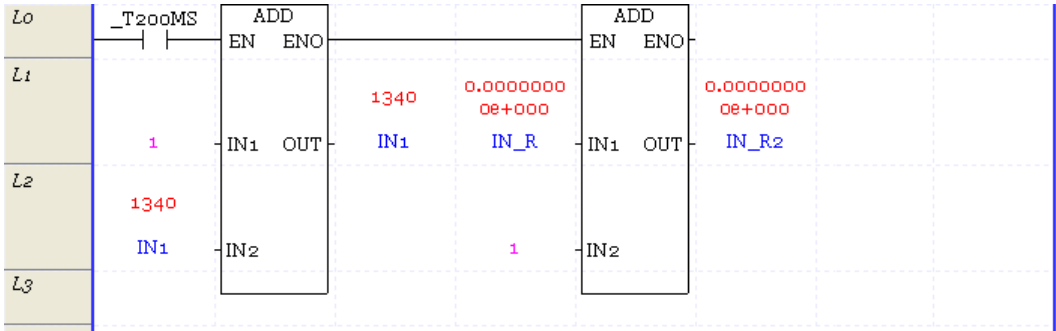 L0 _T200MS ADD ADD
EN ENO EN ENO
L1
1340 0.0000000 0.0000000
0e+000 0e+000
1 IN1 OUT IN1 IN_R IN1 OUT IN_R2
L2
1340
IN1 IN2 1 IN2
L3